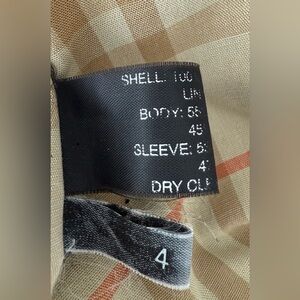 SHELL: 100
LIN
BODY: 55
45
SLEEVE: 5
4
DRY CL
4